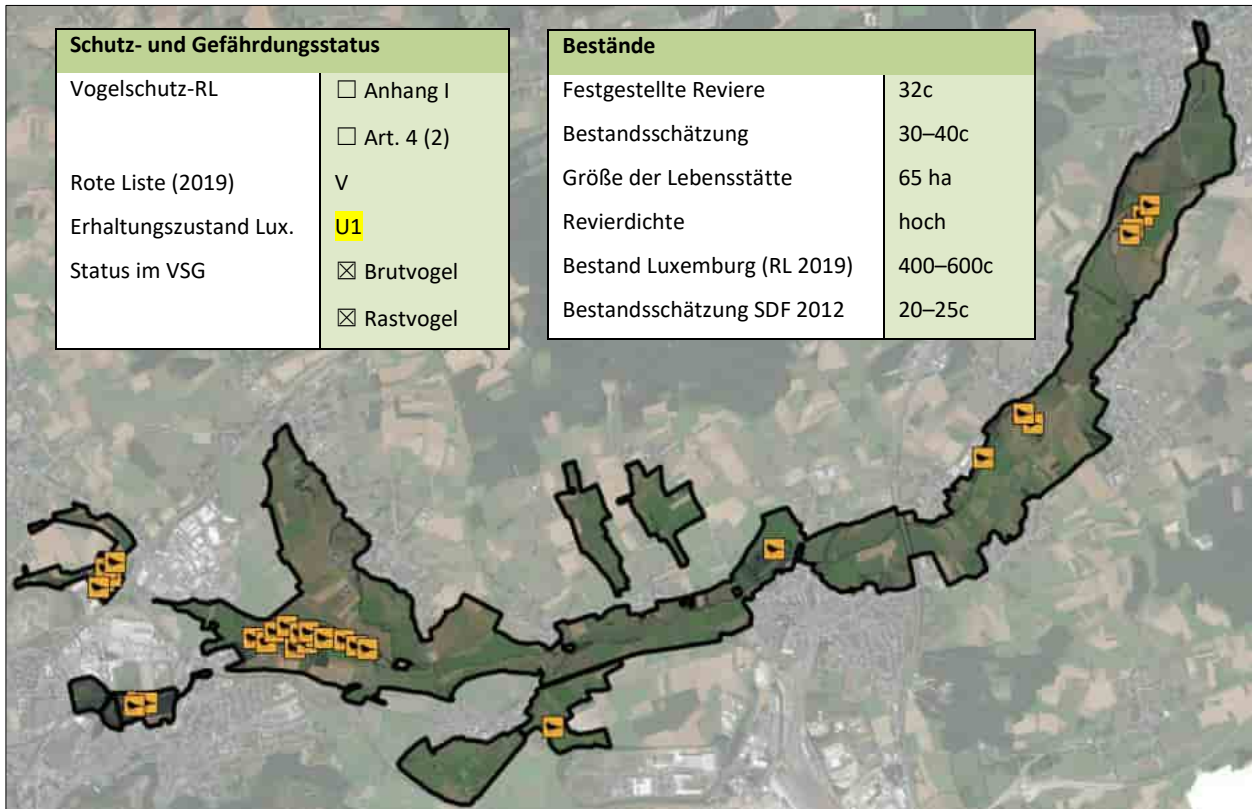 Schutz- und Gefährdungsstatus
Vogelschutz-RL ☐ Anhang I
☐ Art. 4 (2)
Rote Liste (2019) V
Erhaltungszustand Lux. U1
Status im VSG ☒ Brutvogel
☒ Rastvogel
Bestände
Festgestellte Reviere 32c
Bestandsschätzung 30–40c
Größe der Lebensstätte 65 ha
Revierdichte hoch
Bestand Luxemburg (RL 2019) 400–600c
Bestandsschätzung SDF 2012 20–25c